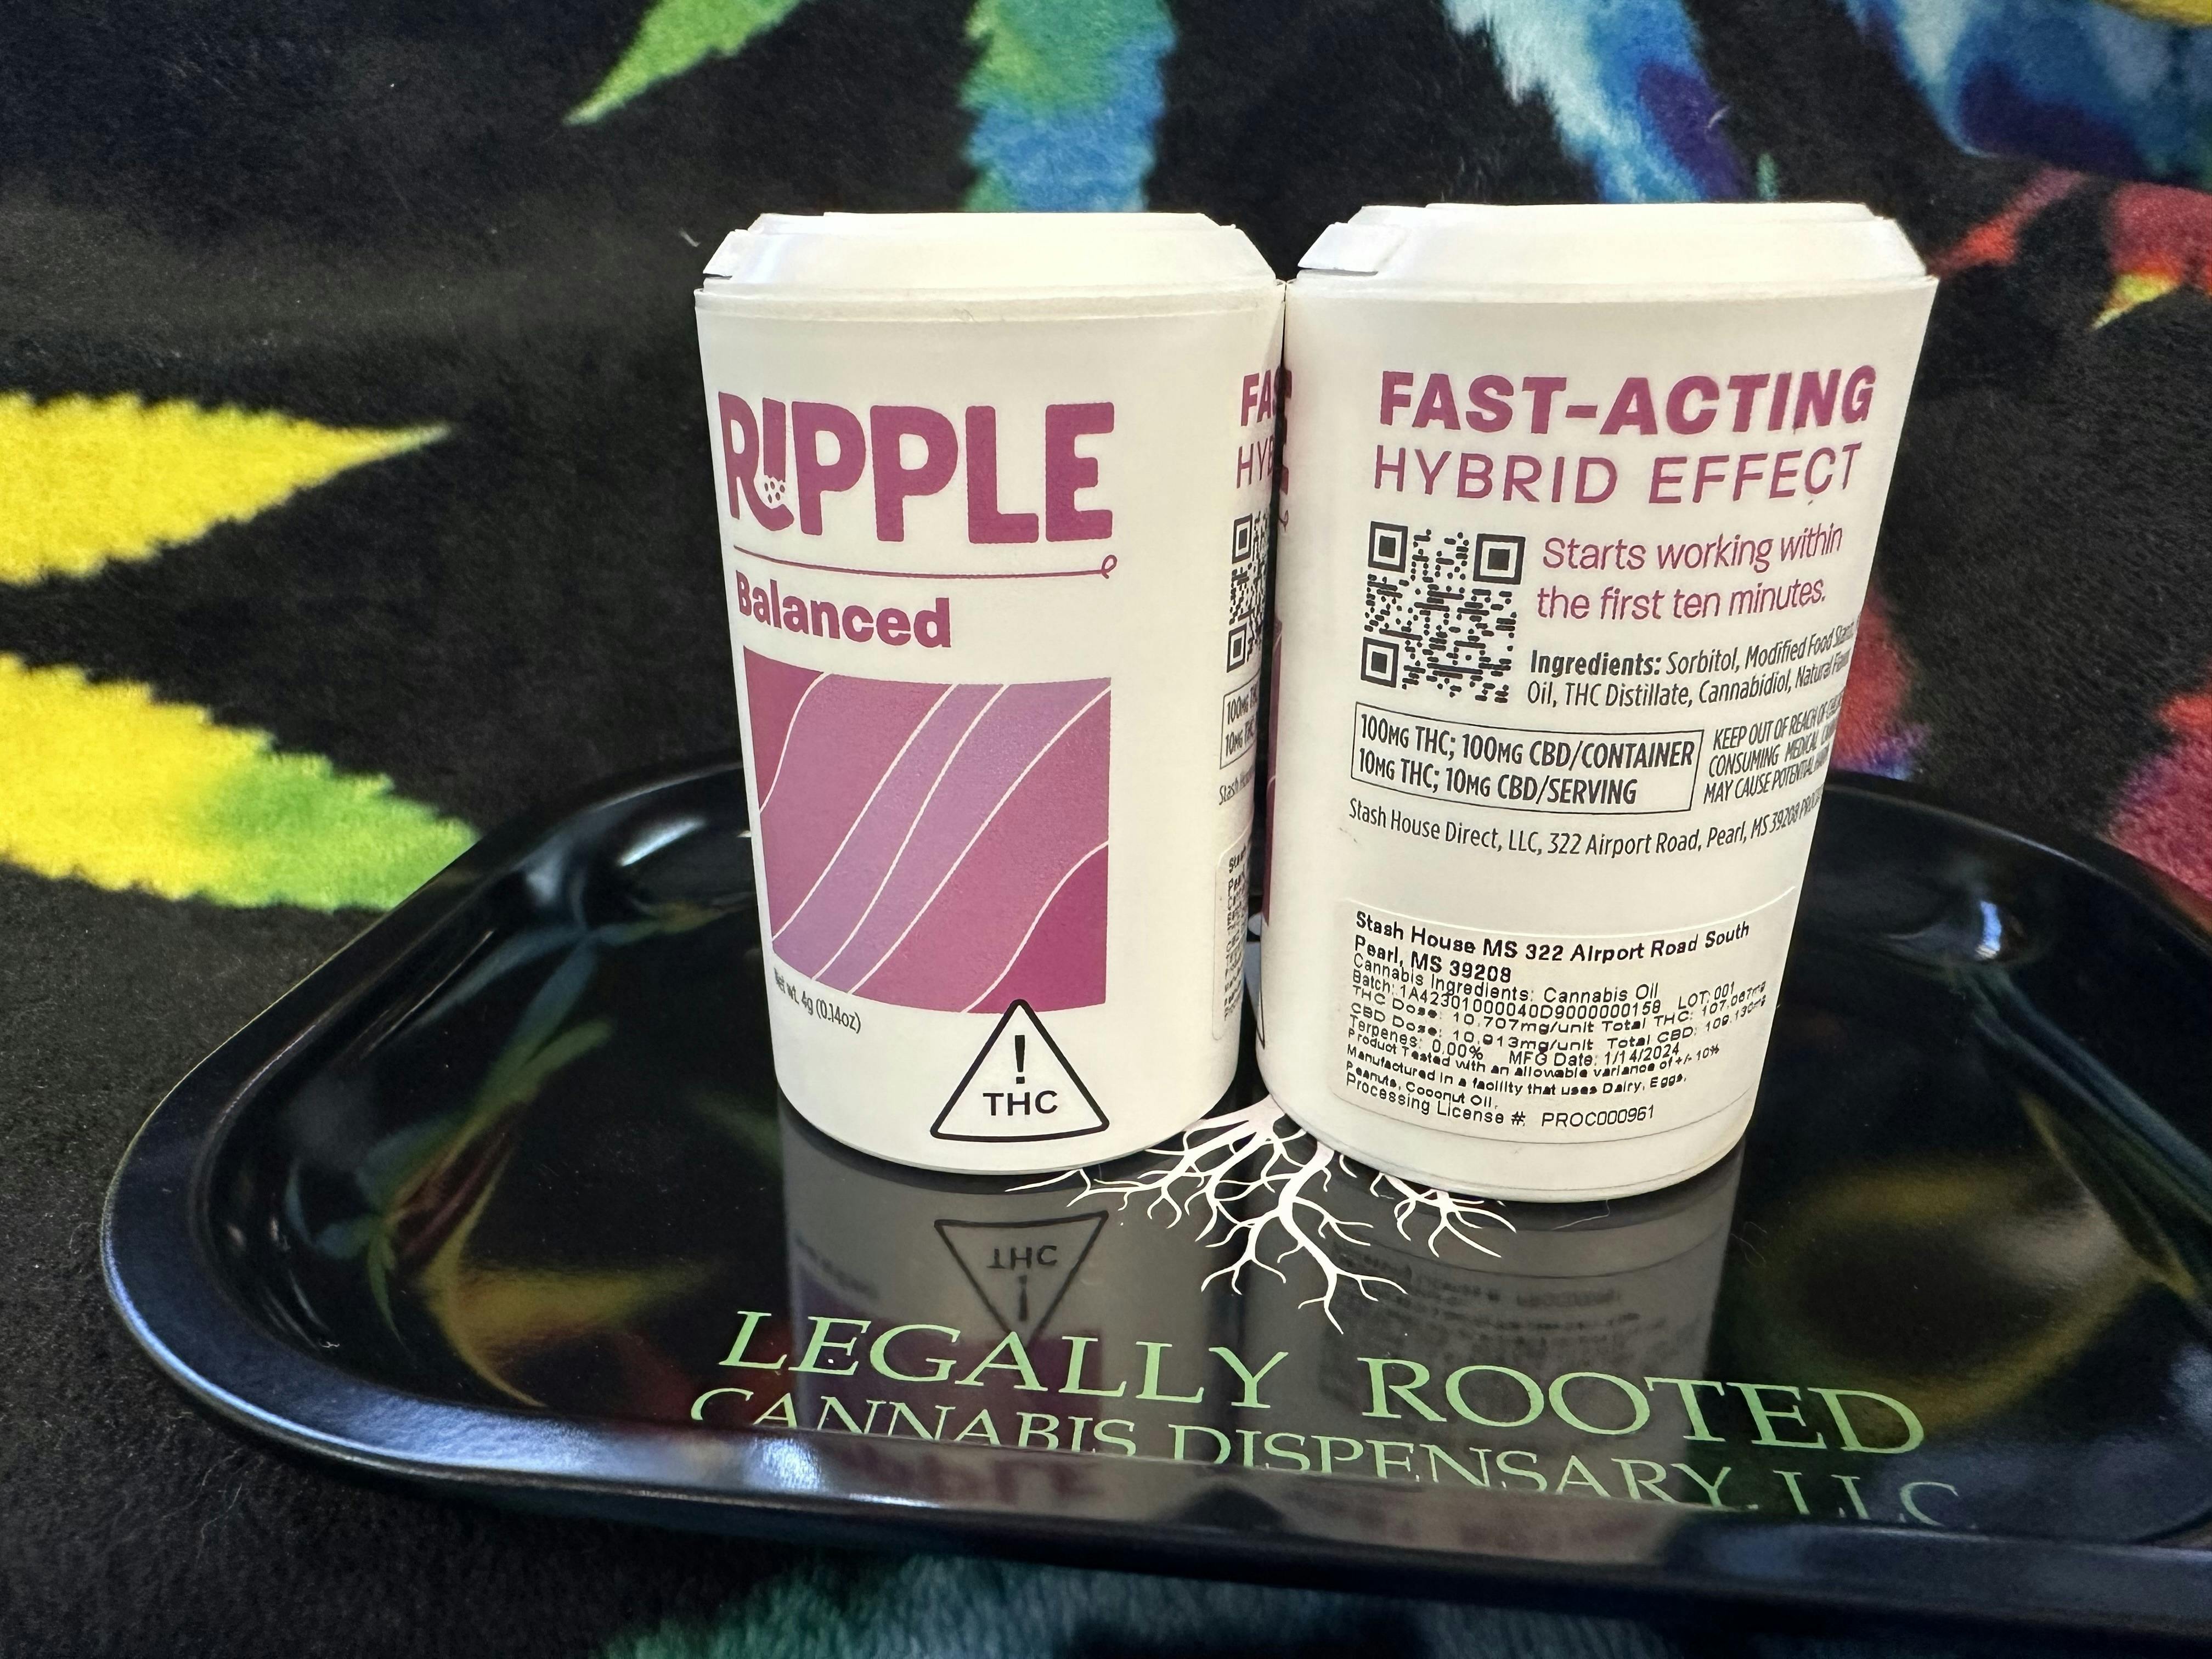 RIPPLE
Balanced
Net wt. 4g (0.14oz)
!
THC
FAST-ACTING
HYBRID EFFECT
Starts working within
the first ten minutes.
Ingredients: Sorbitol, Modified Food
Oil, THC Distillate, Cannabidiol, Natural
100MG THC; 100MG CBD/CONTAINER
10MG THC; 10MG CBD/SERVING
KEEP OUT OF REACH OF
CONSUMING MEDICAL
MAY CAUSE POTENTIAL
Stash House Direct, LLC, 322 Airport Road, Pearl, MS 39208
Stash House MS 322 Airport Road South
Pearl, MS 39208
Cannabis Ingredients: Cannabis Oil
Batch: 1A42301000040D9000000158 LOT: 001
THC Dose: 10.707mg/unit Total THC: 107.067mg
CBD Dose: 10.913mg/unit Total CBD: 109.130mg
Terpenes: 0.00% MFG Date: 1/14/2024
Product Tested with an allowable variance of +/- 10%
Manufactured in a facility that uses Dairy, Eggs,
Peanuts, Coconut Oil,
Processing License #: PROC000961
LEGALLY ROOTED
CANNABIS DISPENSARY, LLC